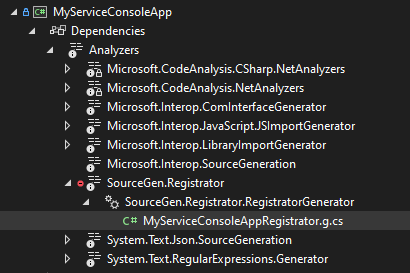 MyServiceConsoleApp
Dependencies
Analyzers
Microsoft.CodeAnalysis.CSharp.NetAnalyzers
Microsoft.CodeAnalysis.NetAnalyzers
Microsoft.Interop.ComInterfaceGenerator
Microsoft.Interop.JavaScript.JSImportGenerator
Microsoft.Interop.LibraryImportGenerator
Microsoft.Interop.SourceGeneration
SourceGen.Registrator
SourceGen.Registrator.RegistratorGenerator
C# MyServiceConsoleAppRegistrator.g.cs
System.Text.Json.SourceGeneration
System.Text.RegularExpressions.Generator